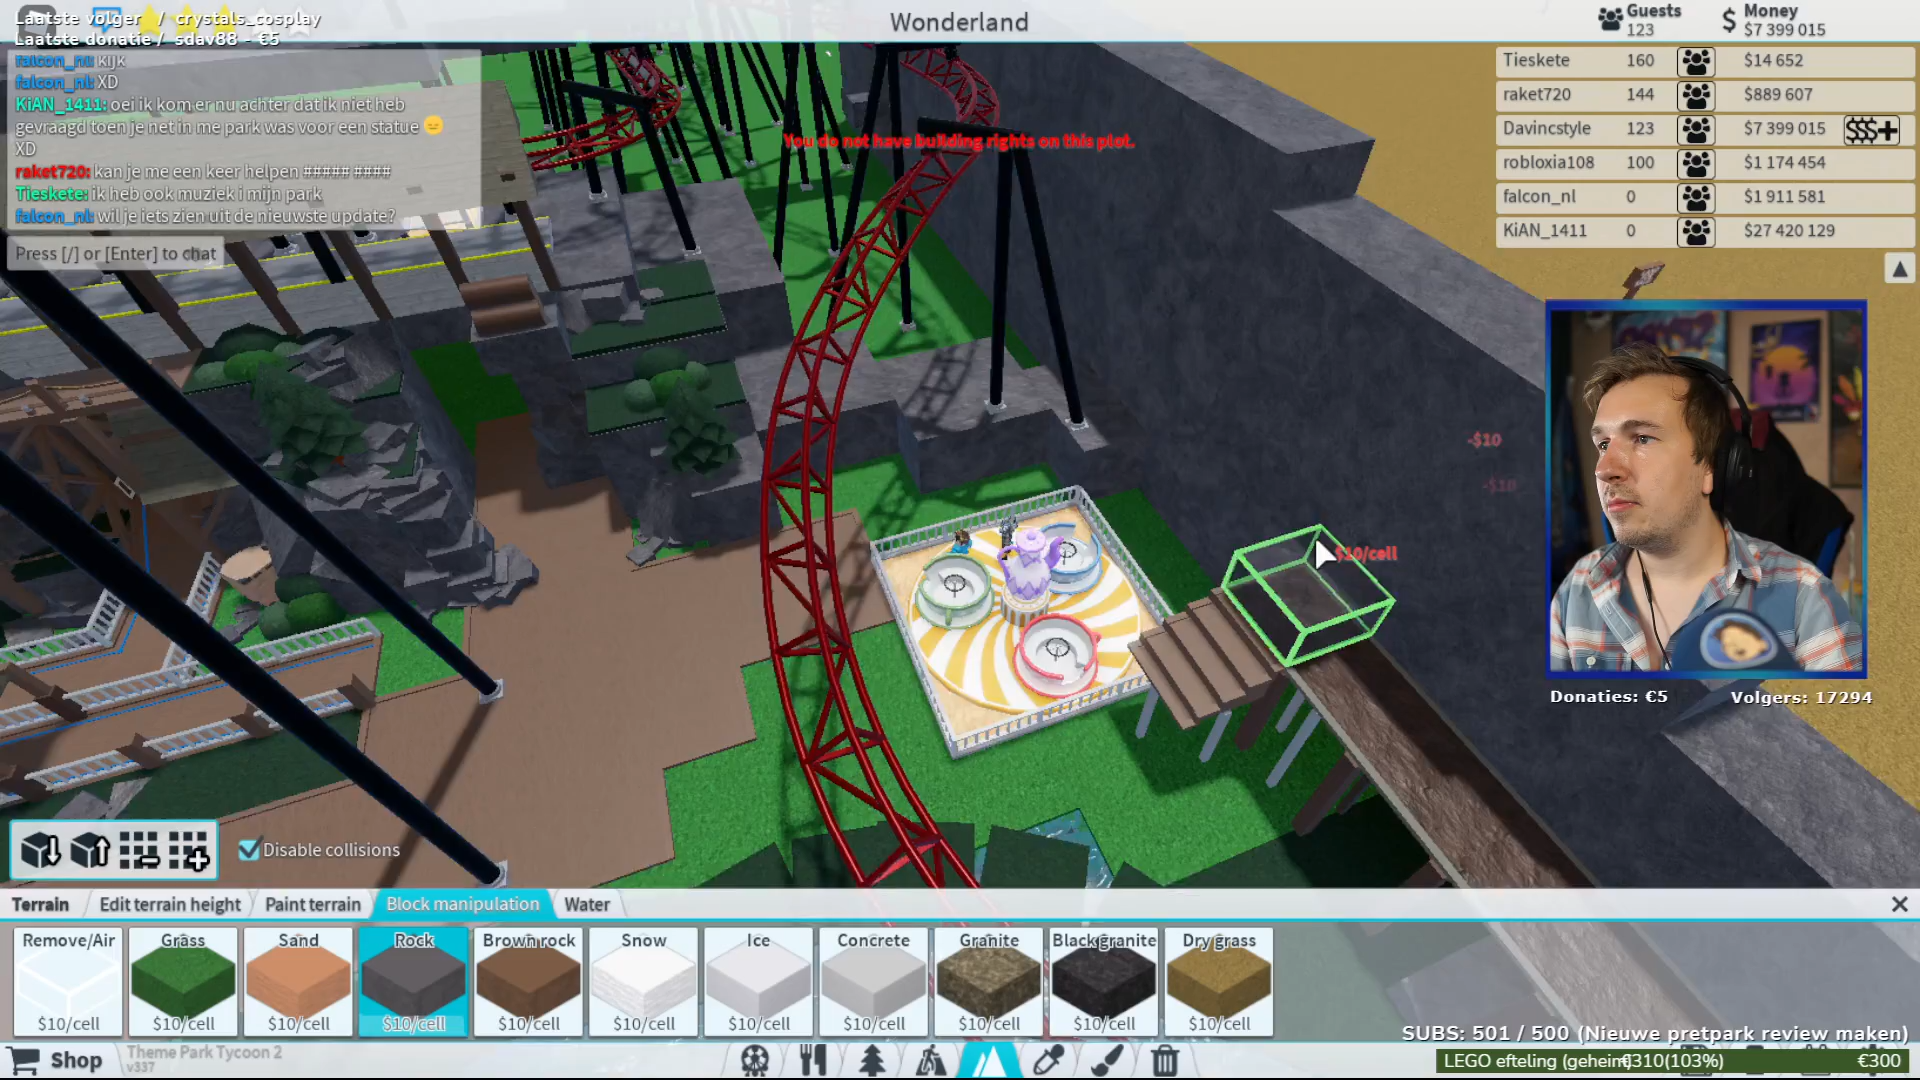 Laatste volger / crystals_cosplay
Laatste donatie / sdav88 - €5
Wonderland
Guests
123
Money
$7 399 015
falcon_nl: kijk
falcon_nl: XD
KiAN_1411: oei ik kom er nu achter dat ik niet heb
gevraagd toen je net in me park was voor een statue 😑
XD
raket720: kan je me een keer helpen ##### ####
Tieskete: ik heb ook muziek i mijn park
falcon_nl: wil je iets zien uit de nieuwste update?
Press [/] or [Enter] to chat
You do not have building rights on this plot.
Tieskete 160 $14 652
raket720 144 $889 607
Davincstyle 123 $7 399 015 $$$+
robloxia108 100 $1 174 454
falcon_nl 0 $1 911 581
KiAN_1411 0 $27 420 129
-$10
-$10
$10/cell
Donaties: €5 Volgers: 17294
Disable collisions
Terrain Edit terrain height Paint terrain Block manipulation Water
Remove/Air Grass Sand Rock Brown rock Snow Ice Concrete Granite Black granite Dry grass
$10/cell $10/cell $10/cell $10/cell $10/cell $10/cell $10/cell $10/cell $10/cell $10/cell $10/cell
SUBS: 501 / 500 (Nieuwe pretpark review maken)
Shop
Theme Park Tycoon 2
v337
LEGO efteling (geheim €310(103%) €300